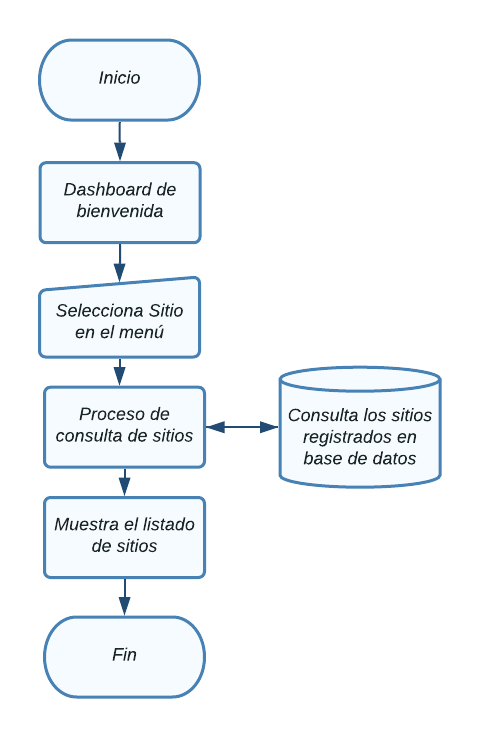 Inicio
Dashboard de
bienvenida
Selecciona Sitio
en el menú
Proceso de
consulta de sitios
Consulta los sitios
registrados en
base de datos
Muestra el listado
de sitios
Fin